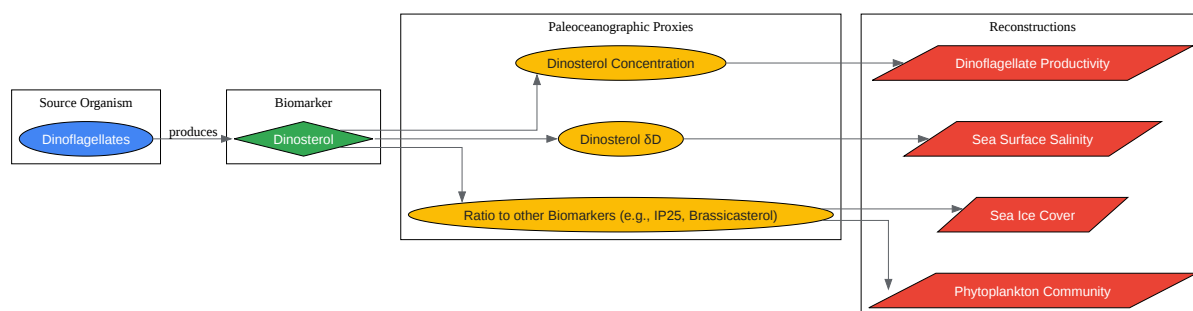 Paleoceanographic Proxies
Reconstructions
Dinosterol Concentration
Dinoflagellate Productivity
Source Organism
Biomarker
Dinoflagellates
produces
Dinosterol
Dinosterol δD
Sea Surface Salinity
Ratio to other Biomarkers (e.g., IP25, Brassicasterol)
Sea Ice Cover
Phytoplankton Community